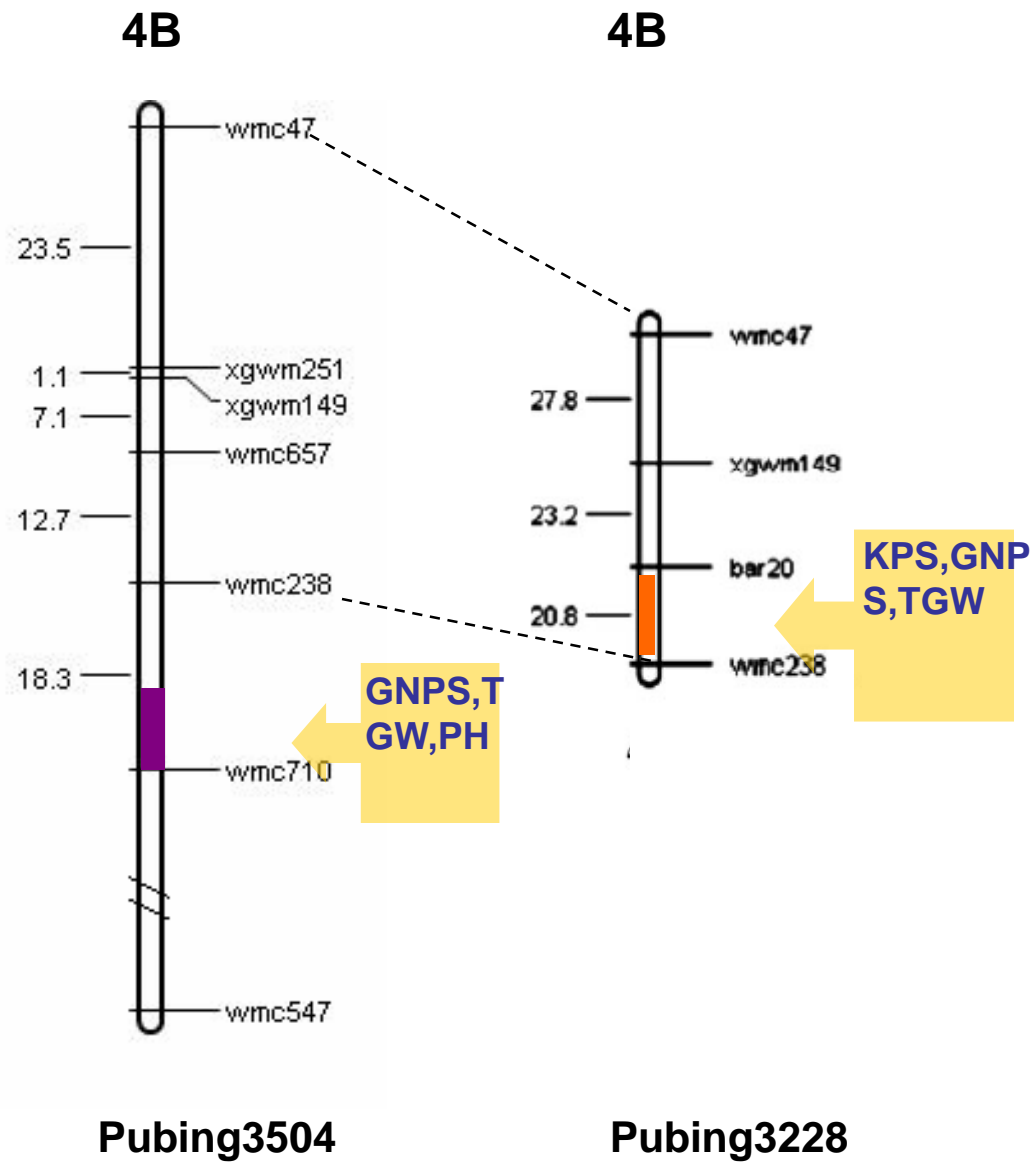 4B
wmc47
23.5
xgwm251
1.1
xgwm149
7.1
wmc657
12.7
wmc238
18.3
GNPS,T
GW,PH
wmc710
wmc547
Pubing3504
4B
wmc47
27.8
xgwm149
23.2
bar20
KPS,GNP
S,TGW
20.8
wmc238
Pubing3228